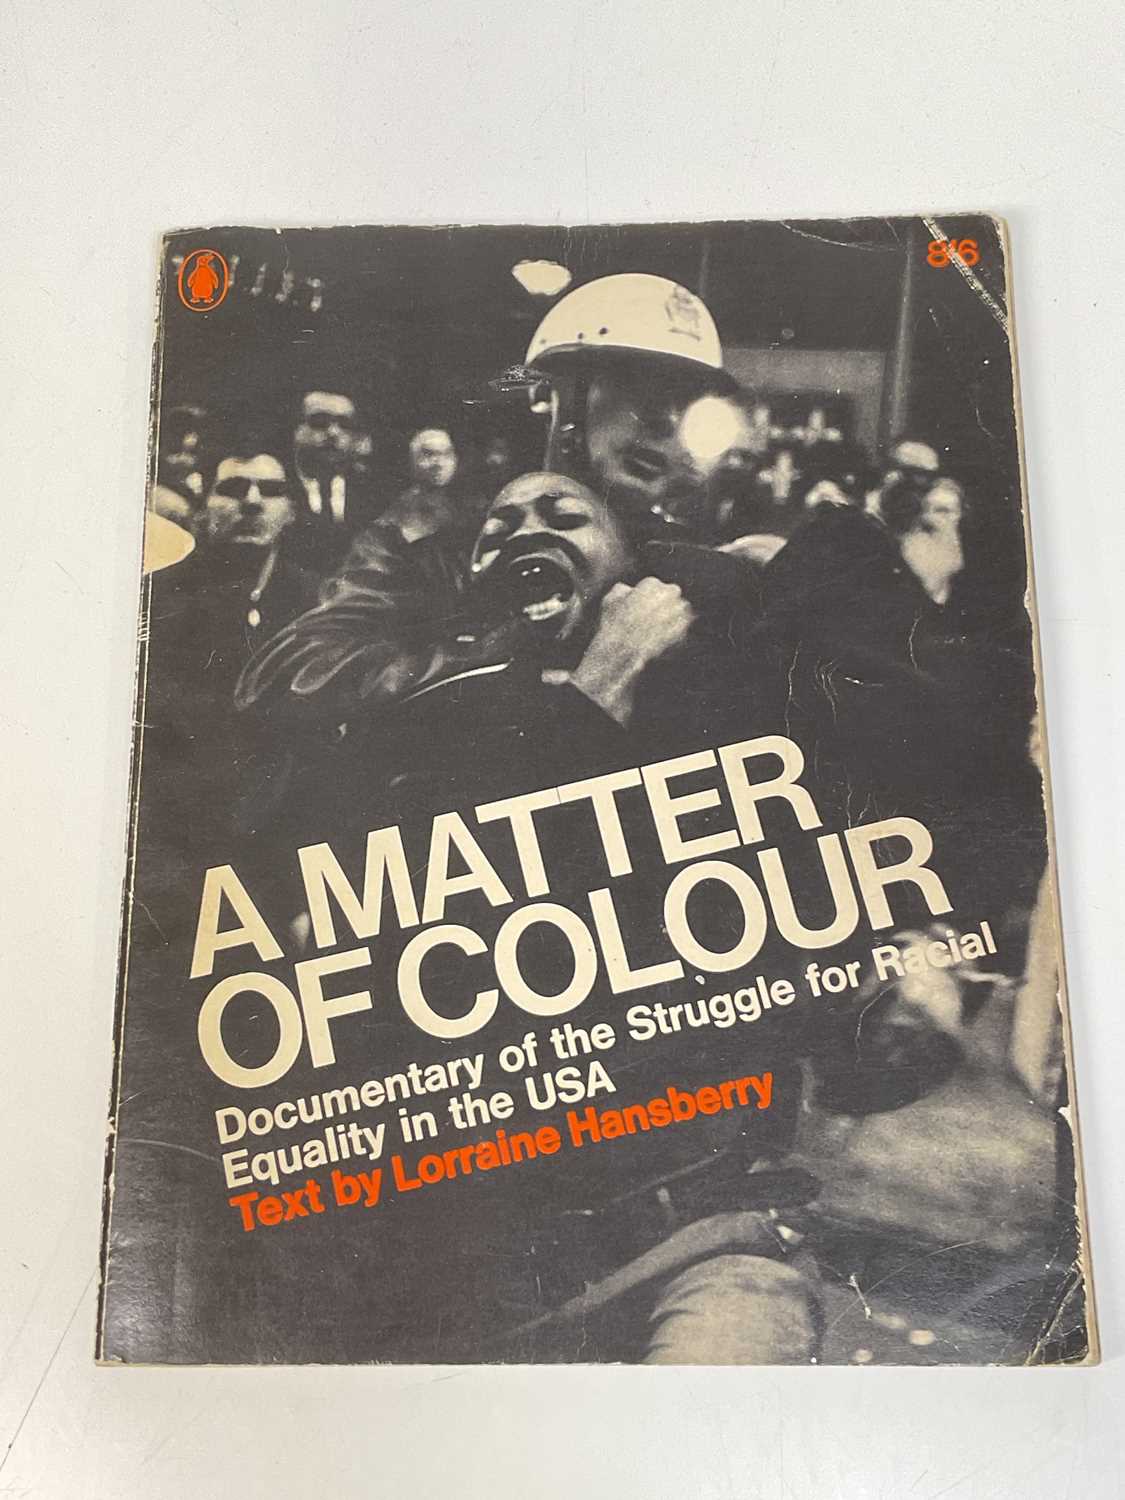 8/6
A MATTER
OF COLOUR
Documentary of the Struggle for Racial
Equality in the USA
Text by Lorraine Hansberry